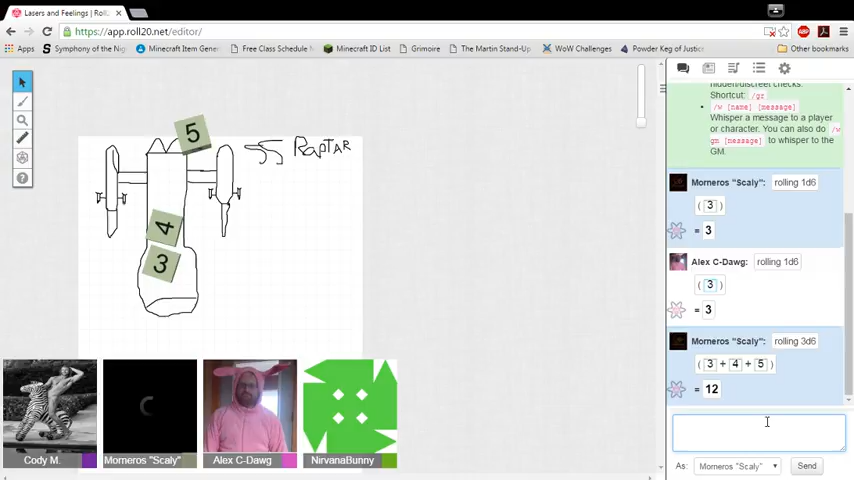 Lasers and Feelings | Roll20
https://app.roll20.net/editor/
Apps
Symphony of the Nig
Minecraft Item Gener
Free Class Schedule M
Minecraft ID List
Grimoire
The Martin Stand-Up
WoW Challenges
Powder Keg of Justic
Other bookmarks
5
Raptar
4
3
hidden/discreet checks.
Shortcut: /gr
/w [name] [message]
Whisper a message to a player
or character. You can also do /w
gm [message] to whisper to the
GM.
Morneros "Scaly": rolling 1d6
( 3 )
= 3
Alex C-Dawg: rolling 1d6
( 3 )
= 3
Morneros "Scaly": rolling 3d6
( 3 + 4 + 5 )
= 12
As: Morneros "Scaly" Send
Cody M.
Morneros "Scaly"
Alex C-Dawg
NirvanaBunny